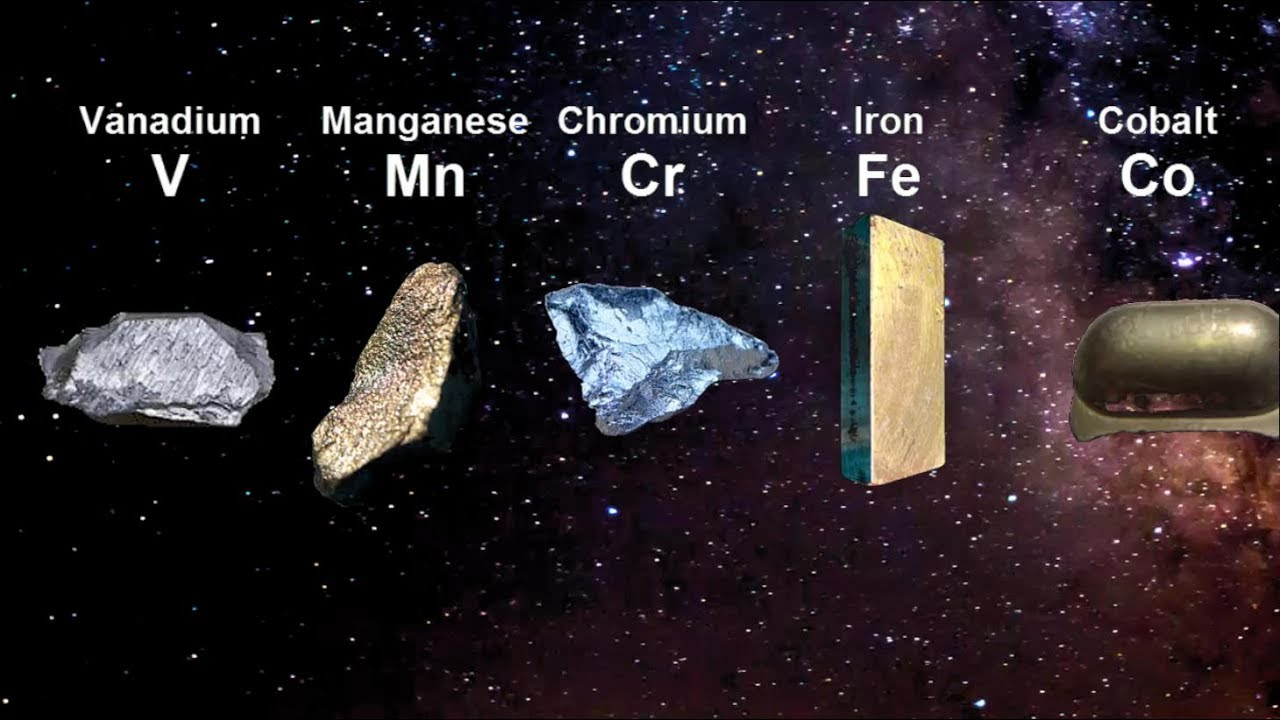 Vanadium
V
Manganese
Mn
Chromium
Cr
Iron
Fe
Cobalt
Co